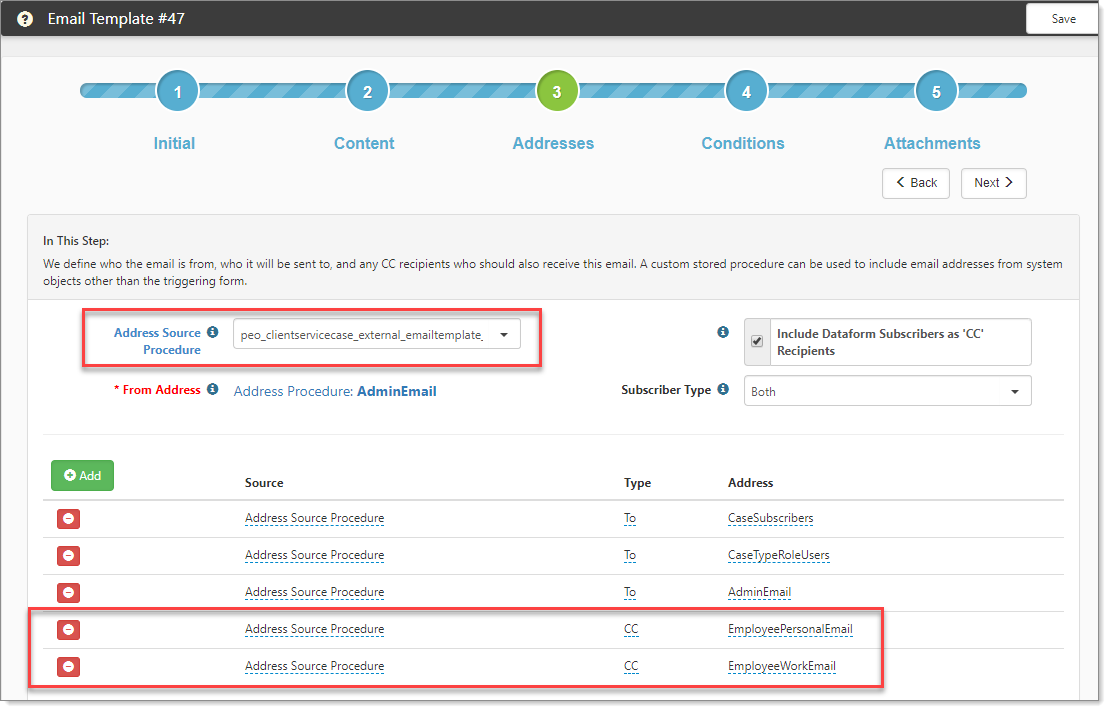 Email Template #47
Save
1
2
3
4
5
Initial
Content
Addresses
Conditions
Attachments
Back
Next
In This Step:
We define who the email is from, who it will be sent to, and any CC recipients who should also receive this email. A custom stored procedure can be used to include email addresses from system
objects other than the triggering form.
Address Source
Procedure
peo_clientservicecase_external_emailtemplate_
Include Dataform Subscribers as 'CC'
Recipients
* From Address
Address Procedure: AdminEmail
Subscriber Type
Both
Add
Source
Type
Address
Address Source Procedure
To
CaseSubscribers
Address Source Procedure
To
CaseTypeRoleUsers
Address Source Procedure
To
AdminEmail
Address Source Procedure
CC
EmployeePersonalEmail
Address Source Procedure
CC
EmployeeWorkEmail